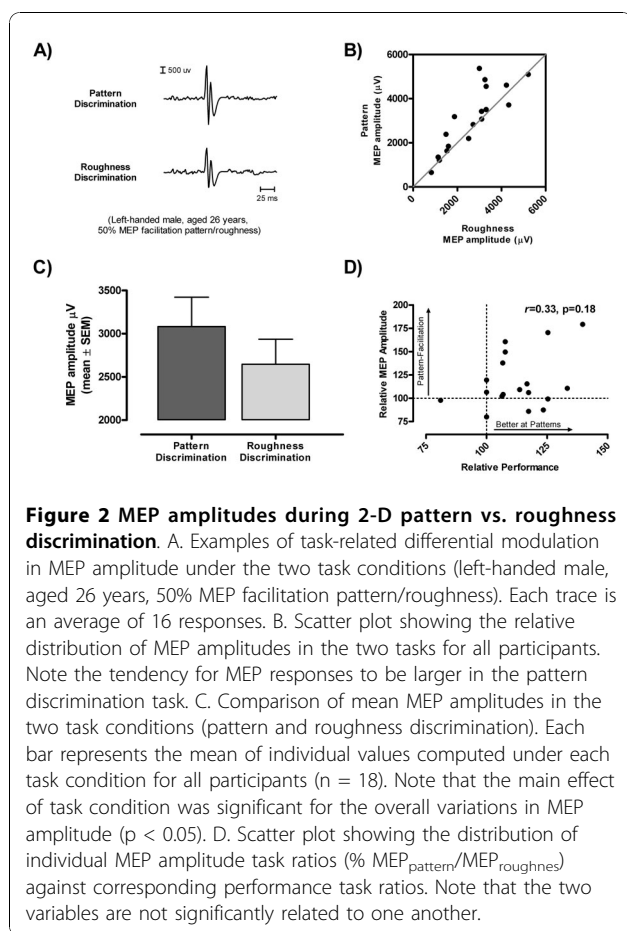 A)
500 uv
Pattern
Discrimination
Roughness
Discrimination
25 ms
(Left-handed male, aged 26 years,
50% MEP facilitation pattern/roughness)
B)
Pattern
MEP amplitude (μV)
6000
4000
2000
0
0
2000
4000
6000
Roughness
MEP amplitude (μV)
C)
MEP amplitude μV
(mean ± SEM)
3500
3000
2500
2000
Pattern
Discrimination
Roughness
Discrimination
D)
r=0.33, p=0.18
Relative MEP Amplitude
Pattern-Facilitation
200
175
150
125
100
75
Better at Patterns
75
100
125
150
Relative Performance
Figure 2 MEP amplitudes during 2-D pattern vs. roughness
discrimination. A. Examples of task-related differential modulation
in MEP amplitude under the two task conditions (left-handed male,
aged 26 years, 50% MEP facilitation pattern/roughness). Each trace is
an average of 16 responses. B. Scatter plot showing the relative
distribution of MEP amplitudes in the two tasks for all participants.
Note the tendency for MEP responses to be larger in the pattern
discrimination task. C. Comparison of mean MEP amplitudes in the
two task conditions (pattern and roughness discrimination). Each
bar represents the mean of individual values computed under each
task condition for all participants (n = 18). Note that the main effect
of task condition was significant for the overall variations in MEP
amplitude (p < 0.05). D. Scatter plot showing the distribution of
individual MEP amplitude task ratios (% MEPpattern/MEProughnes)
against corresponding performance task ratios. Note that the two
variables are not significantly related to one another.